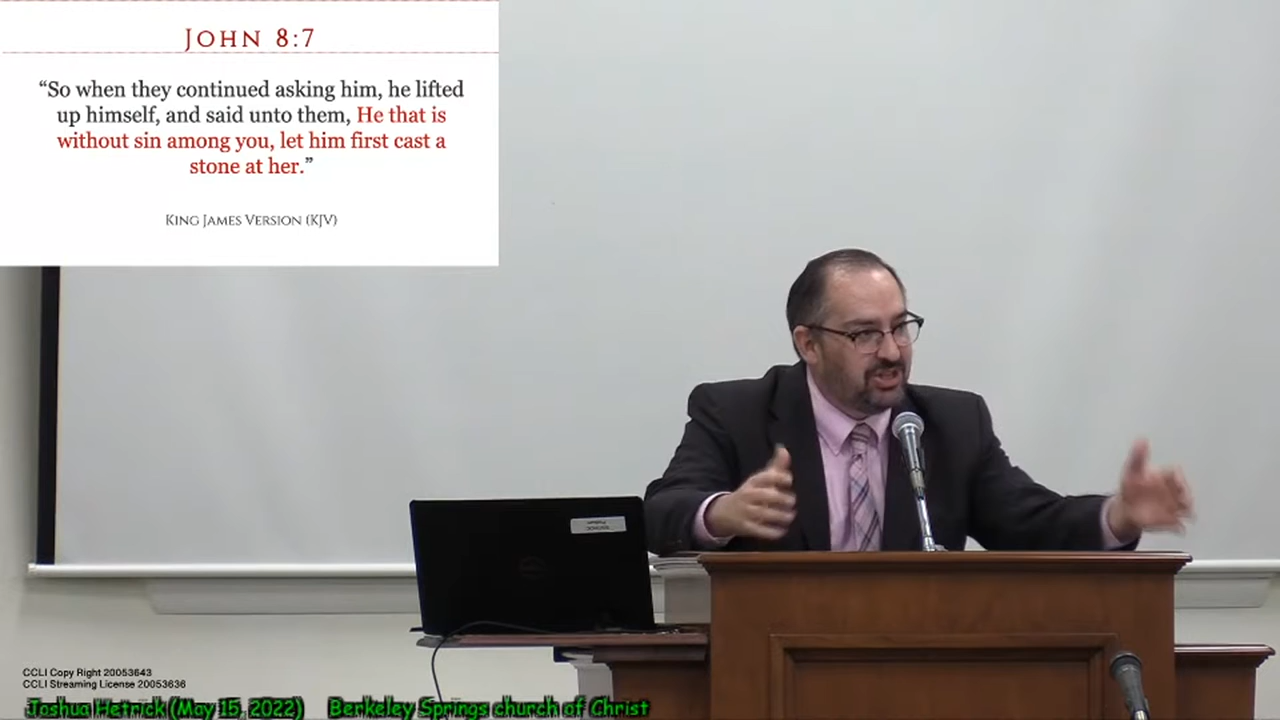 JOHN 8:7
“So when they continued asking him, he lifted
up himself, and said unto them, He that is
without sin among you, let him first cast a
stone at her.”
KING JAMES VERSION (KJV)
CCLI Copy Right 20053643
CCLI Streaming License 20053636
Joshua Hetrick (May 15, 2022) Berkeley Springs church of Christ